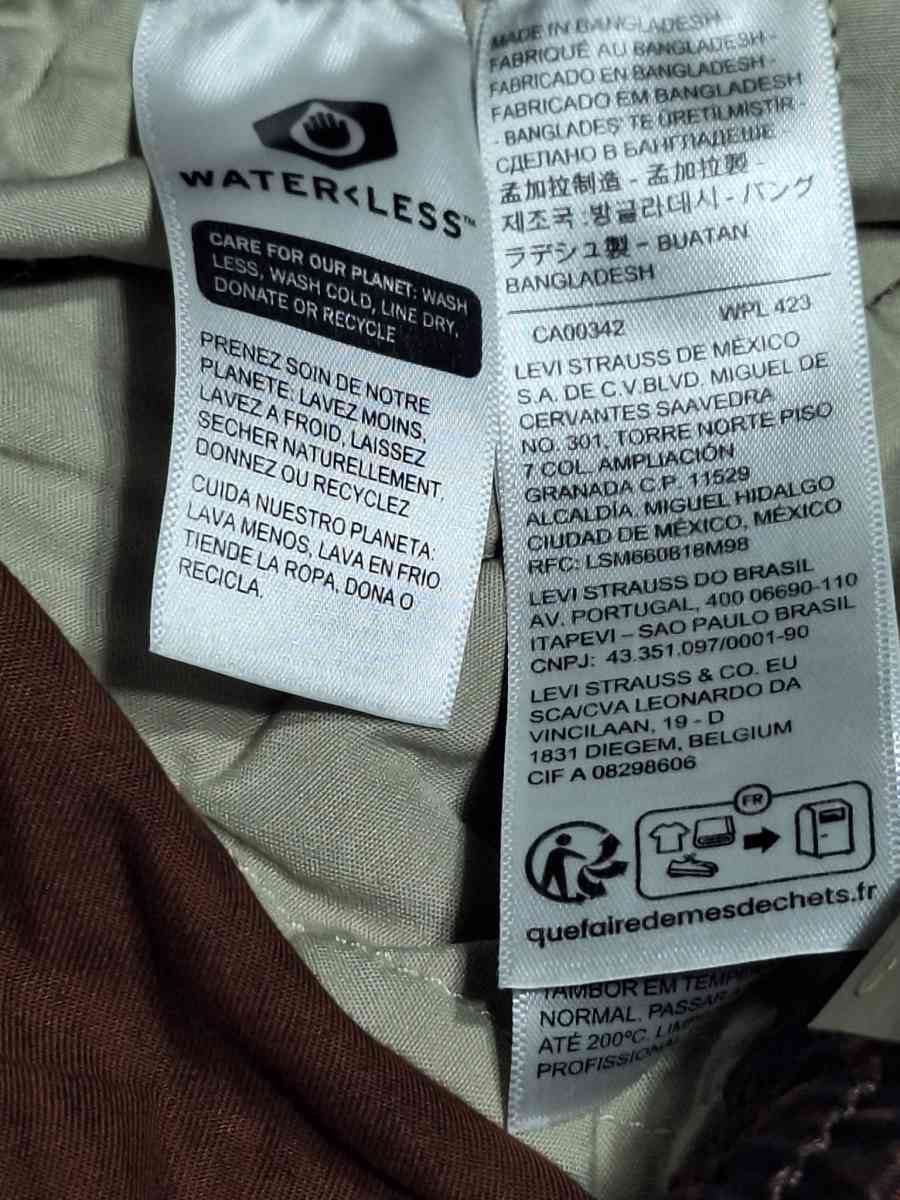 WATER<LESS™
CARE FOR OUR PLANET: WASH
LESS, WASH COLD, LINE DRY,
DONATE OR RECYCLE
PRENEZ SOIN DE NOTRE
PLANETE: LAVEZ MOINS,
LAVEZ A FROID, LAISSEZ
SECHER NATURELLEMENT,
DONNEZ OU RECYCLEZ
CUIDA NUESTRO PLANETA:
LAVA MENOS, LAVA EN FRIO
TIENDE LA ROPA, DONA O
RECICLA.
MADE IN BANGLADESH -
FABRIQUÉ AU BANGLADESH -
FABRICADO EN BANGLADESH -
FABRICADO EM BANGLADESH
- BANGLADEŞ' TE ÜRETİLMİŞTİR -
СДЕЛАНО В БАНГЛАДЕШЕ -
孟加拉制造 - 孟加拉製 -
제조국 :방글라데시 - バング
ラデシュ製 - BUATAN
BANGLADESH
CA00342 WPL 423
LEVI STRAUSS DE MÉXICO
S.A. DE C.V.BLVD. MIGUEL DE
CERVANTES SAAVEDRA
NO. 301, TORRE NORTE PISO
7 COL. AMPLIACIÓN
GRANADA C.P. 11529
ALCALDÍA. MIGUEL HIDALGO
CIUDAD DE MÉXICO, MÉXICO
RFC: LSM660818M98
LEVI STRAUSS DO BRASIL
AV. PORTUGAL, 400 06690-110
ITAPEVI – SAO PAULO BRASIL
CNPJ: 43.351.097/0001-90
LEVI STRAUSS & CO. EU
SCA/CVA LEONARDO DA
VINCILAAN, 19 - D
1831 DIEGEM, BELGIUM
CIF A 08298606
FR
quefairedemesdechets.fr
TAMBOR EM
NORMAL. PASSAR
ATÉ 200ºC.